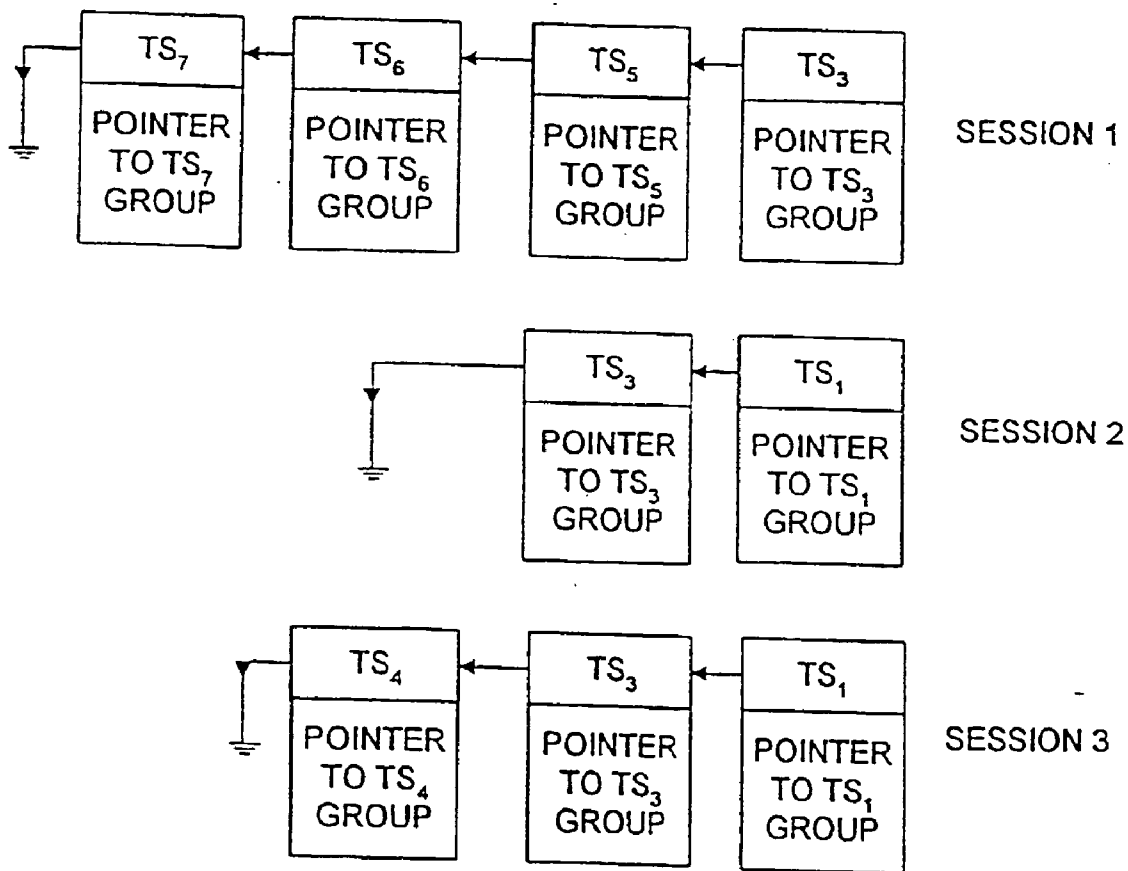 TS₇
POINTER
TO TS₇
GROUP
TS₆
POINTER
TO TS₆
GROUP
TS₅
POINTER
TO TS₅
GROUP
TS₃
POINTER
TO TS₃
GROUP
SESSION 1
TS₃
POINTER
TO TS₃
GROUP
TS₁
POINTER
TO TS₁
GROUP
SESSION 2
TS₄
POINTER
TO TS₄
GROUP
TS₃
POINTER
TO TS₃
GROUP
TS₁
POINTER
TO TS₁
GROUP
SESSION 3